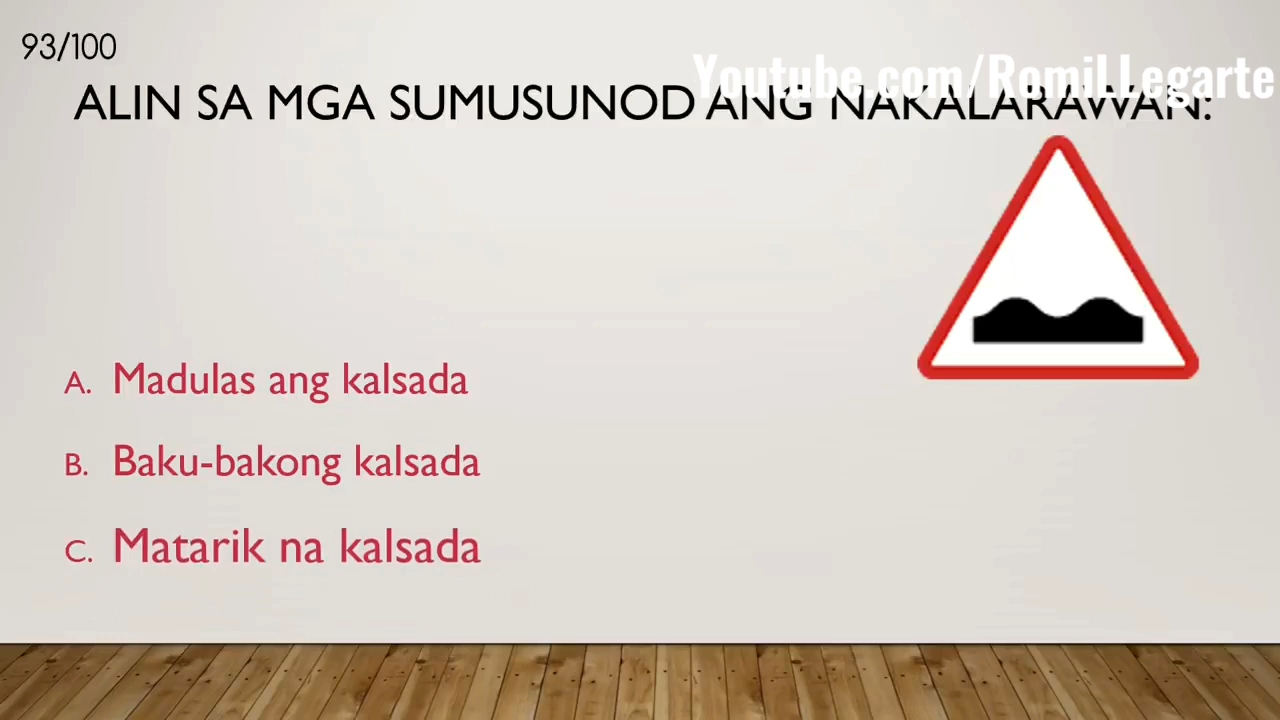 93/100
Youtube.com/RomilLegarte
ALIN SA MGA SUMUSUNOD ANG NAKALARAWAN:
A. Madulas ang kalsada
B. Baku-bakong kalsada
C. Matarik na kalsada